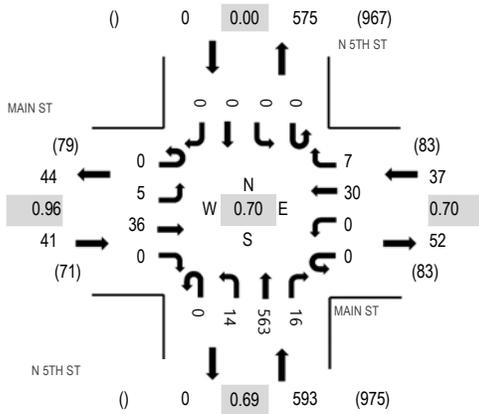 () 0 0.00 575 (967)
N 5TH ST
MAIN ST
0 0 0 0
(79) (83)
0 7
44 37
5 N 30
0.96 W 0.70 E 0.70
36 0
41 S 52
0 0
(71) (83)
0 14 563 16
MAIN ST
N 5TH ST
() 0 0.69 593 (975)